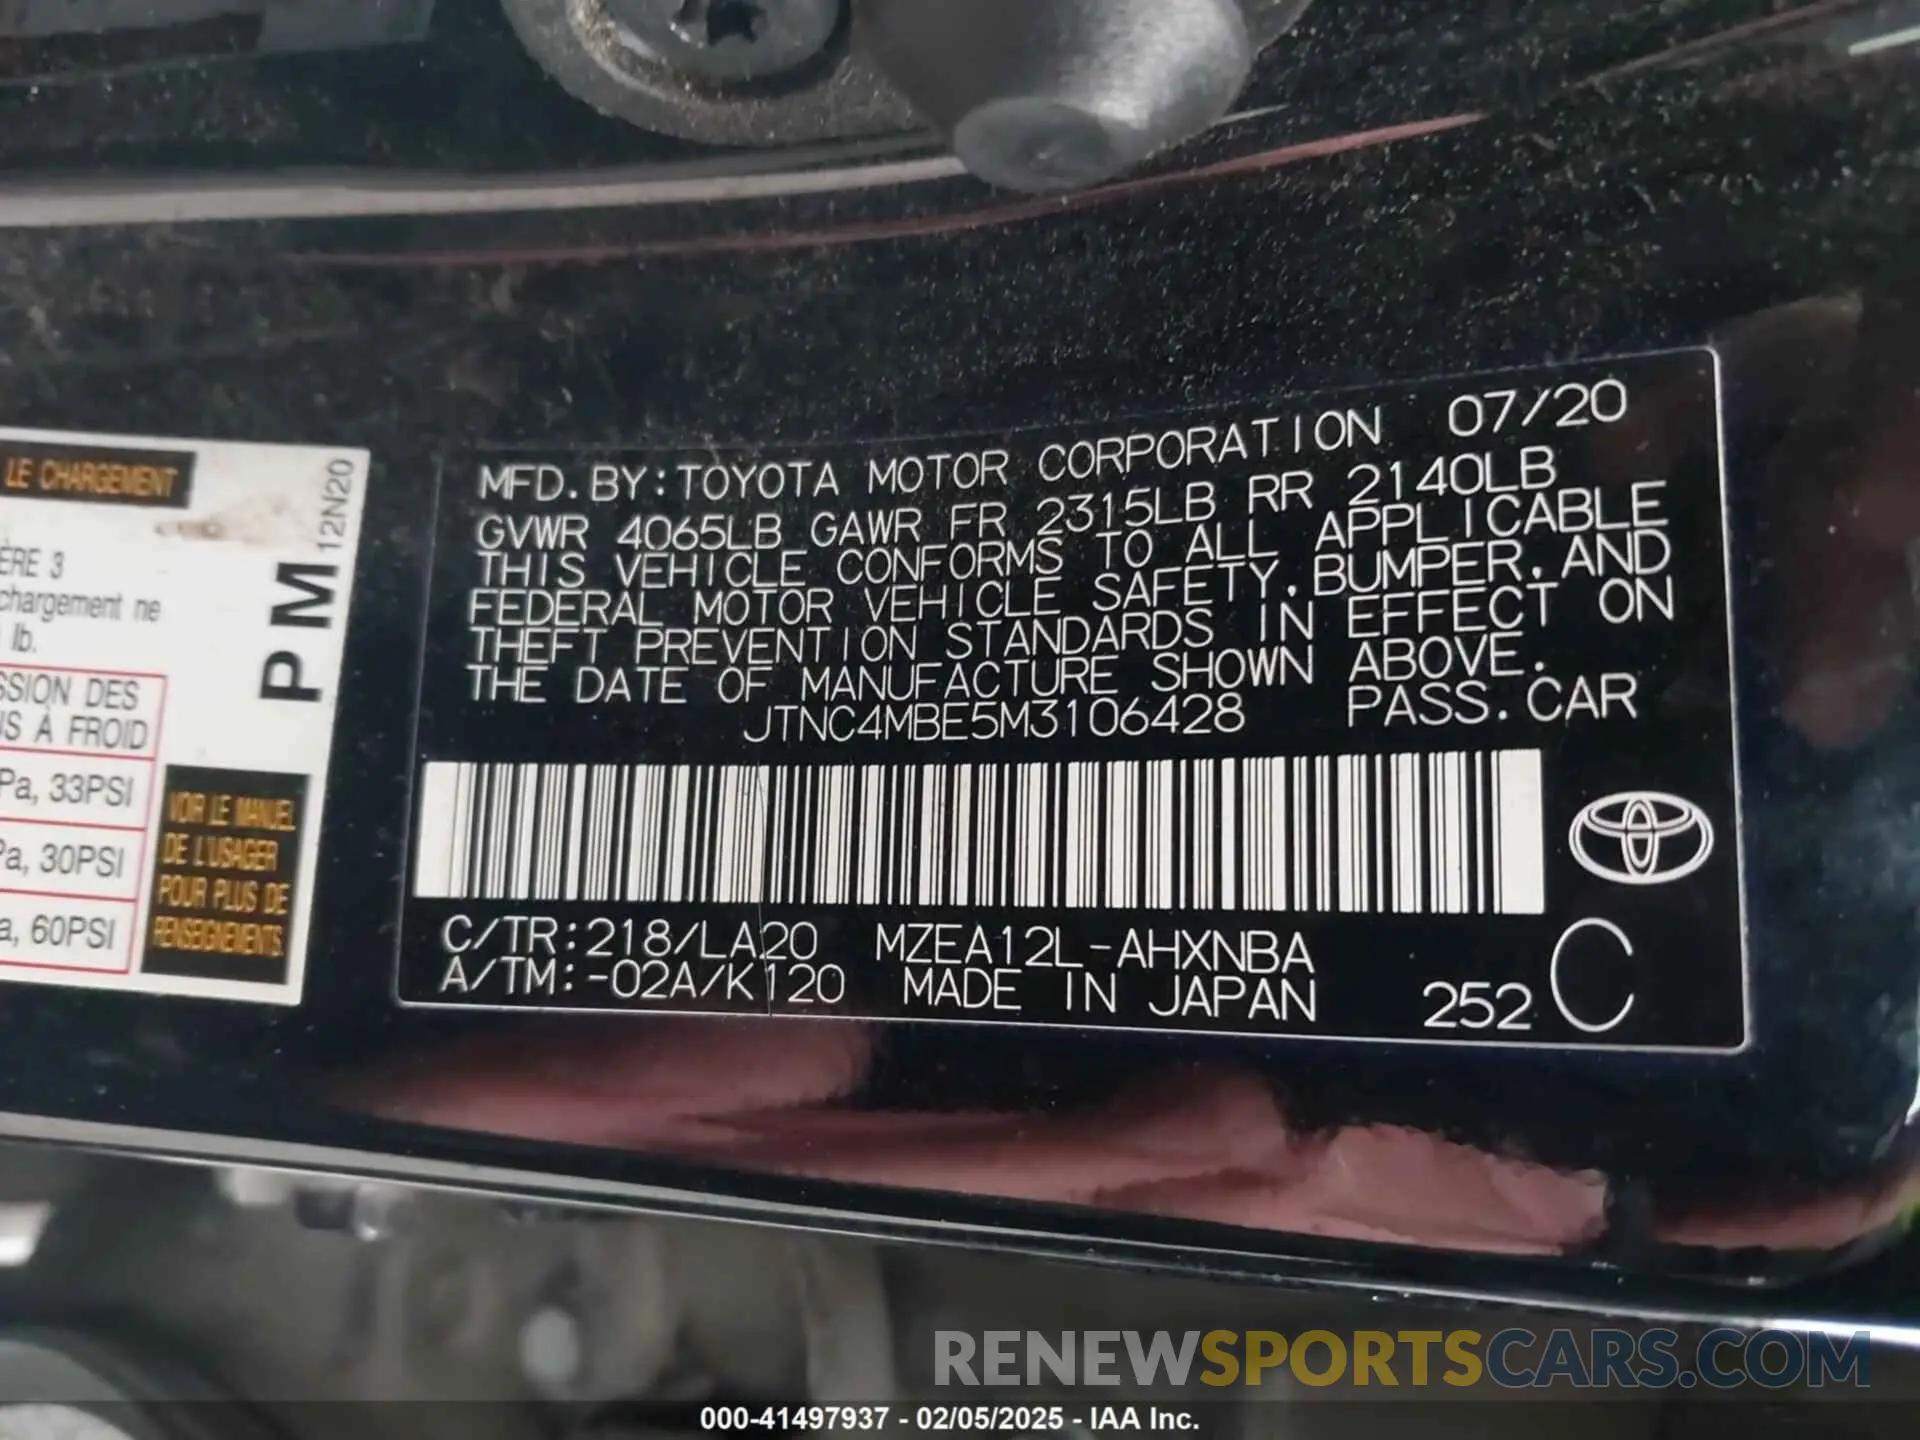 LE CHARGEMENT
ÈRE 3
chargement ne
lb.
SSION DES
NS À FROID
Pa, 33PSI
Pa, 30PSI
a, 60PSI
PM 12N20
VOIR LE MANUEL
DE L'USAGER
POUR PLUS DE
RENSEIGNEMENTS.
MFD. BY: TOYOTA MOTOR CORPORATION 07/20
GVWR 4065LB GAWR FR 2315LB RR 2140LB
THIS VEHICLE CONFORMS TO ALL APPLICABLE
FEDERAL MOTOR VEHICLE SAFETY, BUMPER, AND
THEFT PREVENTION STANDARDS IN EFFECT ON
THE DATE OF MANUFACTURE SHOWN ABOVE.
JTNC4MBE5M3106428 PASS. CAR
C/TR:218/LA20 MZEA12L-AHXNBA
A/TM:-02A/K120 MADE IN JAPAN 252 C
RENEWSPORTSCARS.COM
000-41497937 - 02/05/2025 - IAA Inc.